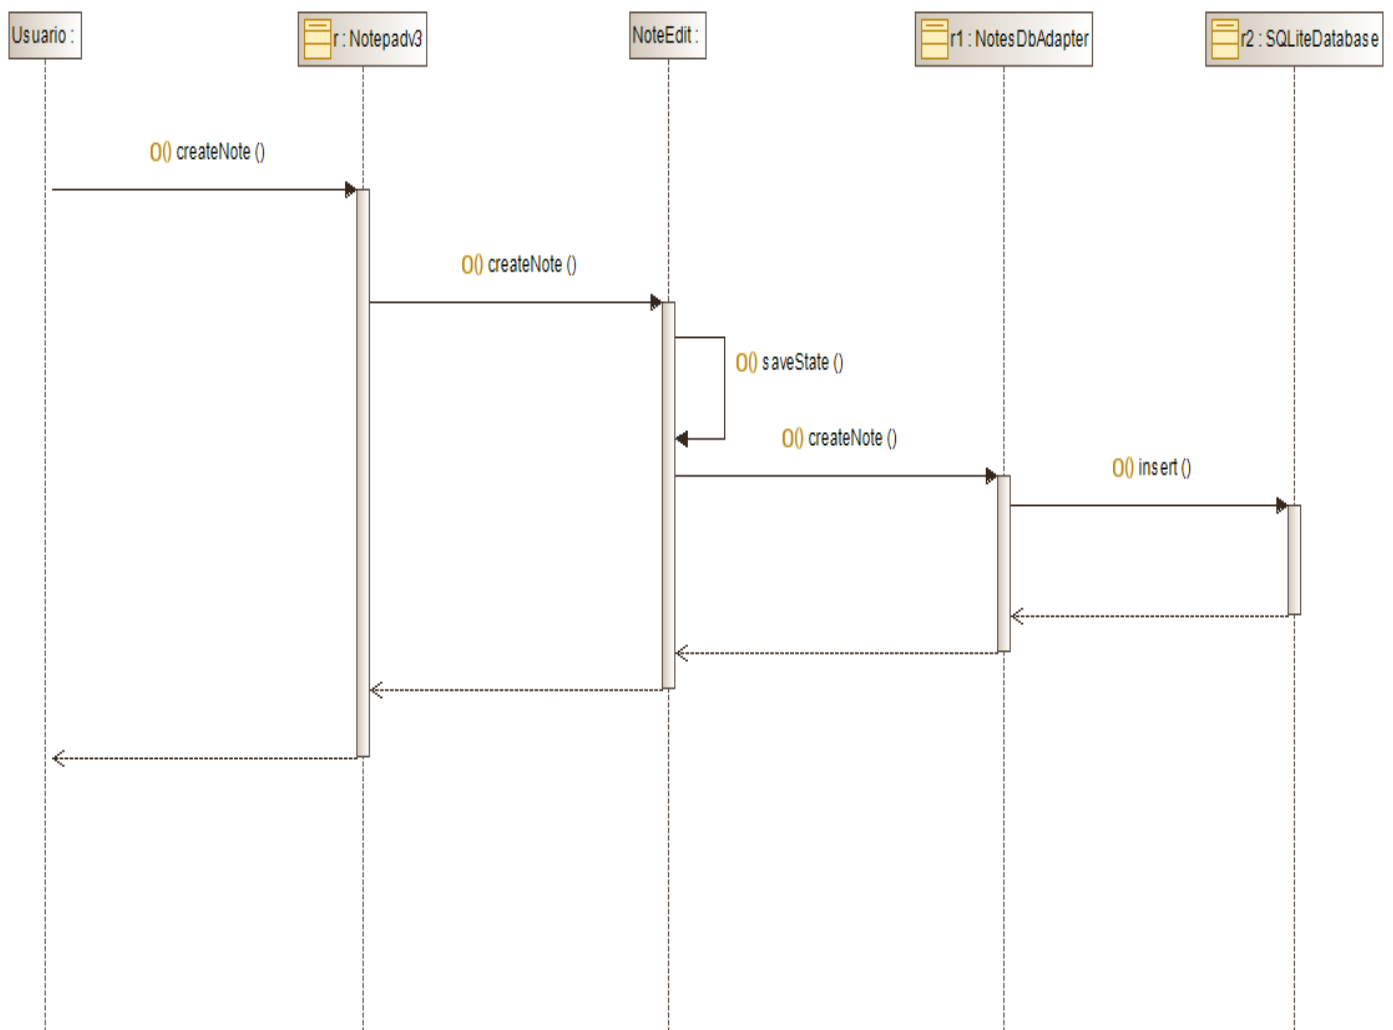 Usuario :
r : Notepadv3
NoteEdit :
r1 : NotesDbAdapter
r2 : SQLiteDatabase
O() createNote ()
O() createNote ()
O() saveState ()
O() createNote ()
O() insert ()